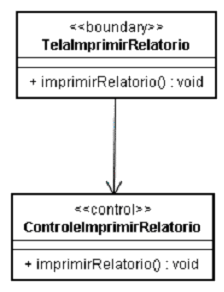 <<boundary>>
TelaImprimirRelatorio
+ imprimirRelatorio() : void
<<control>>
ControleImprimirRelatorio
+ imprimirRelatorio() : void